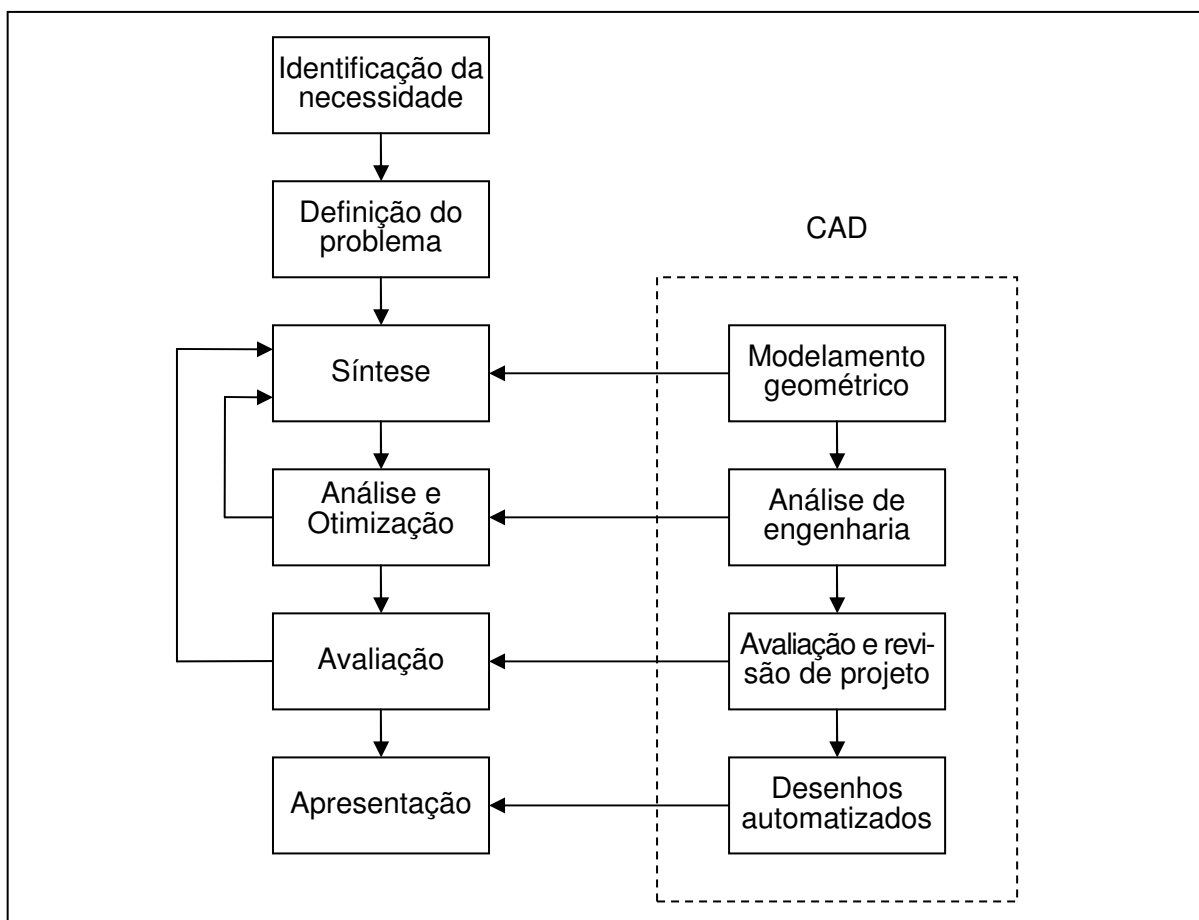 Identificação da
necessidade
Definição do
problema
CAD
Síntese
Modelamento
geométrico
Análise e
Otimização
Análise de
engenharia
Avaliação
Avaliação e revi-
são de projeto
Apresentação
Desenhos
automatizados